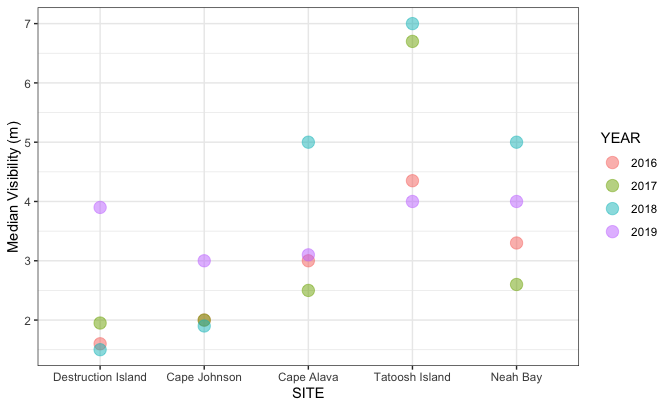 7
6
5
4
3
2
Median Visibility (m)
Destruction Island
Cape Johnson
Cape Alava
Tatoosh Island
Neah Bay
SITE
YEAR
2016
2017
2018
2019